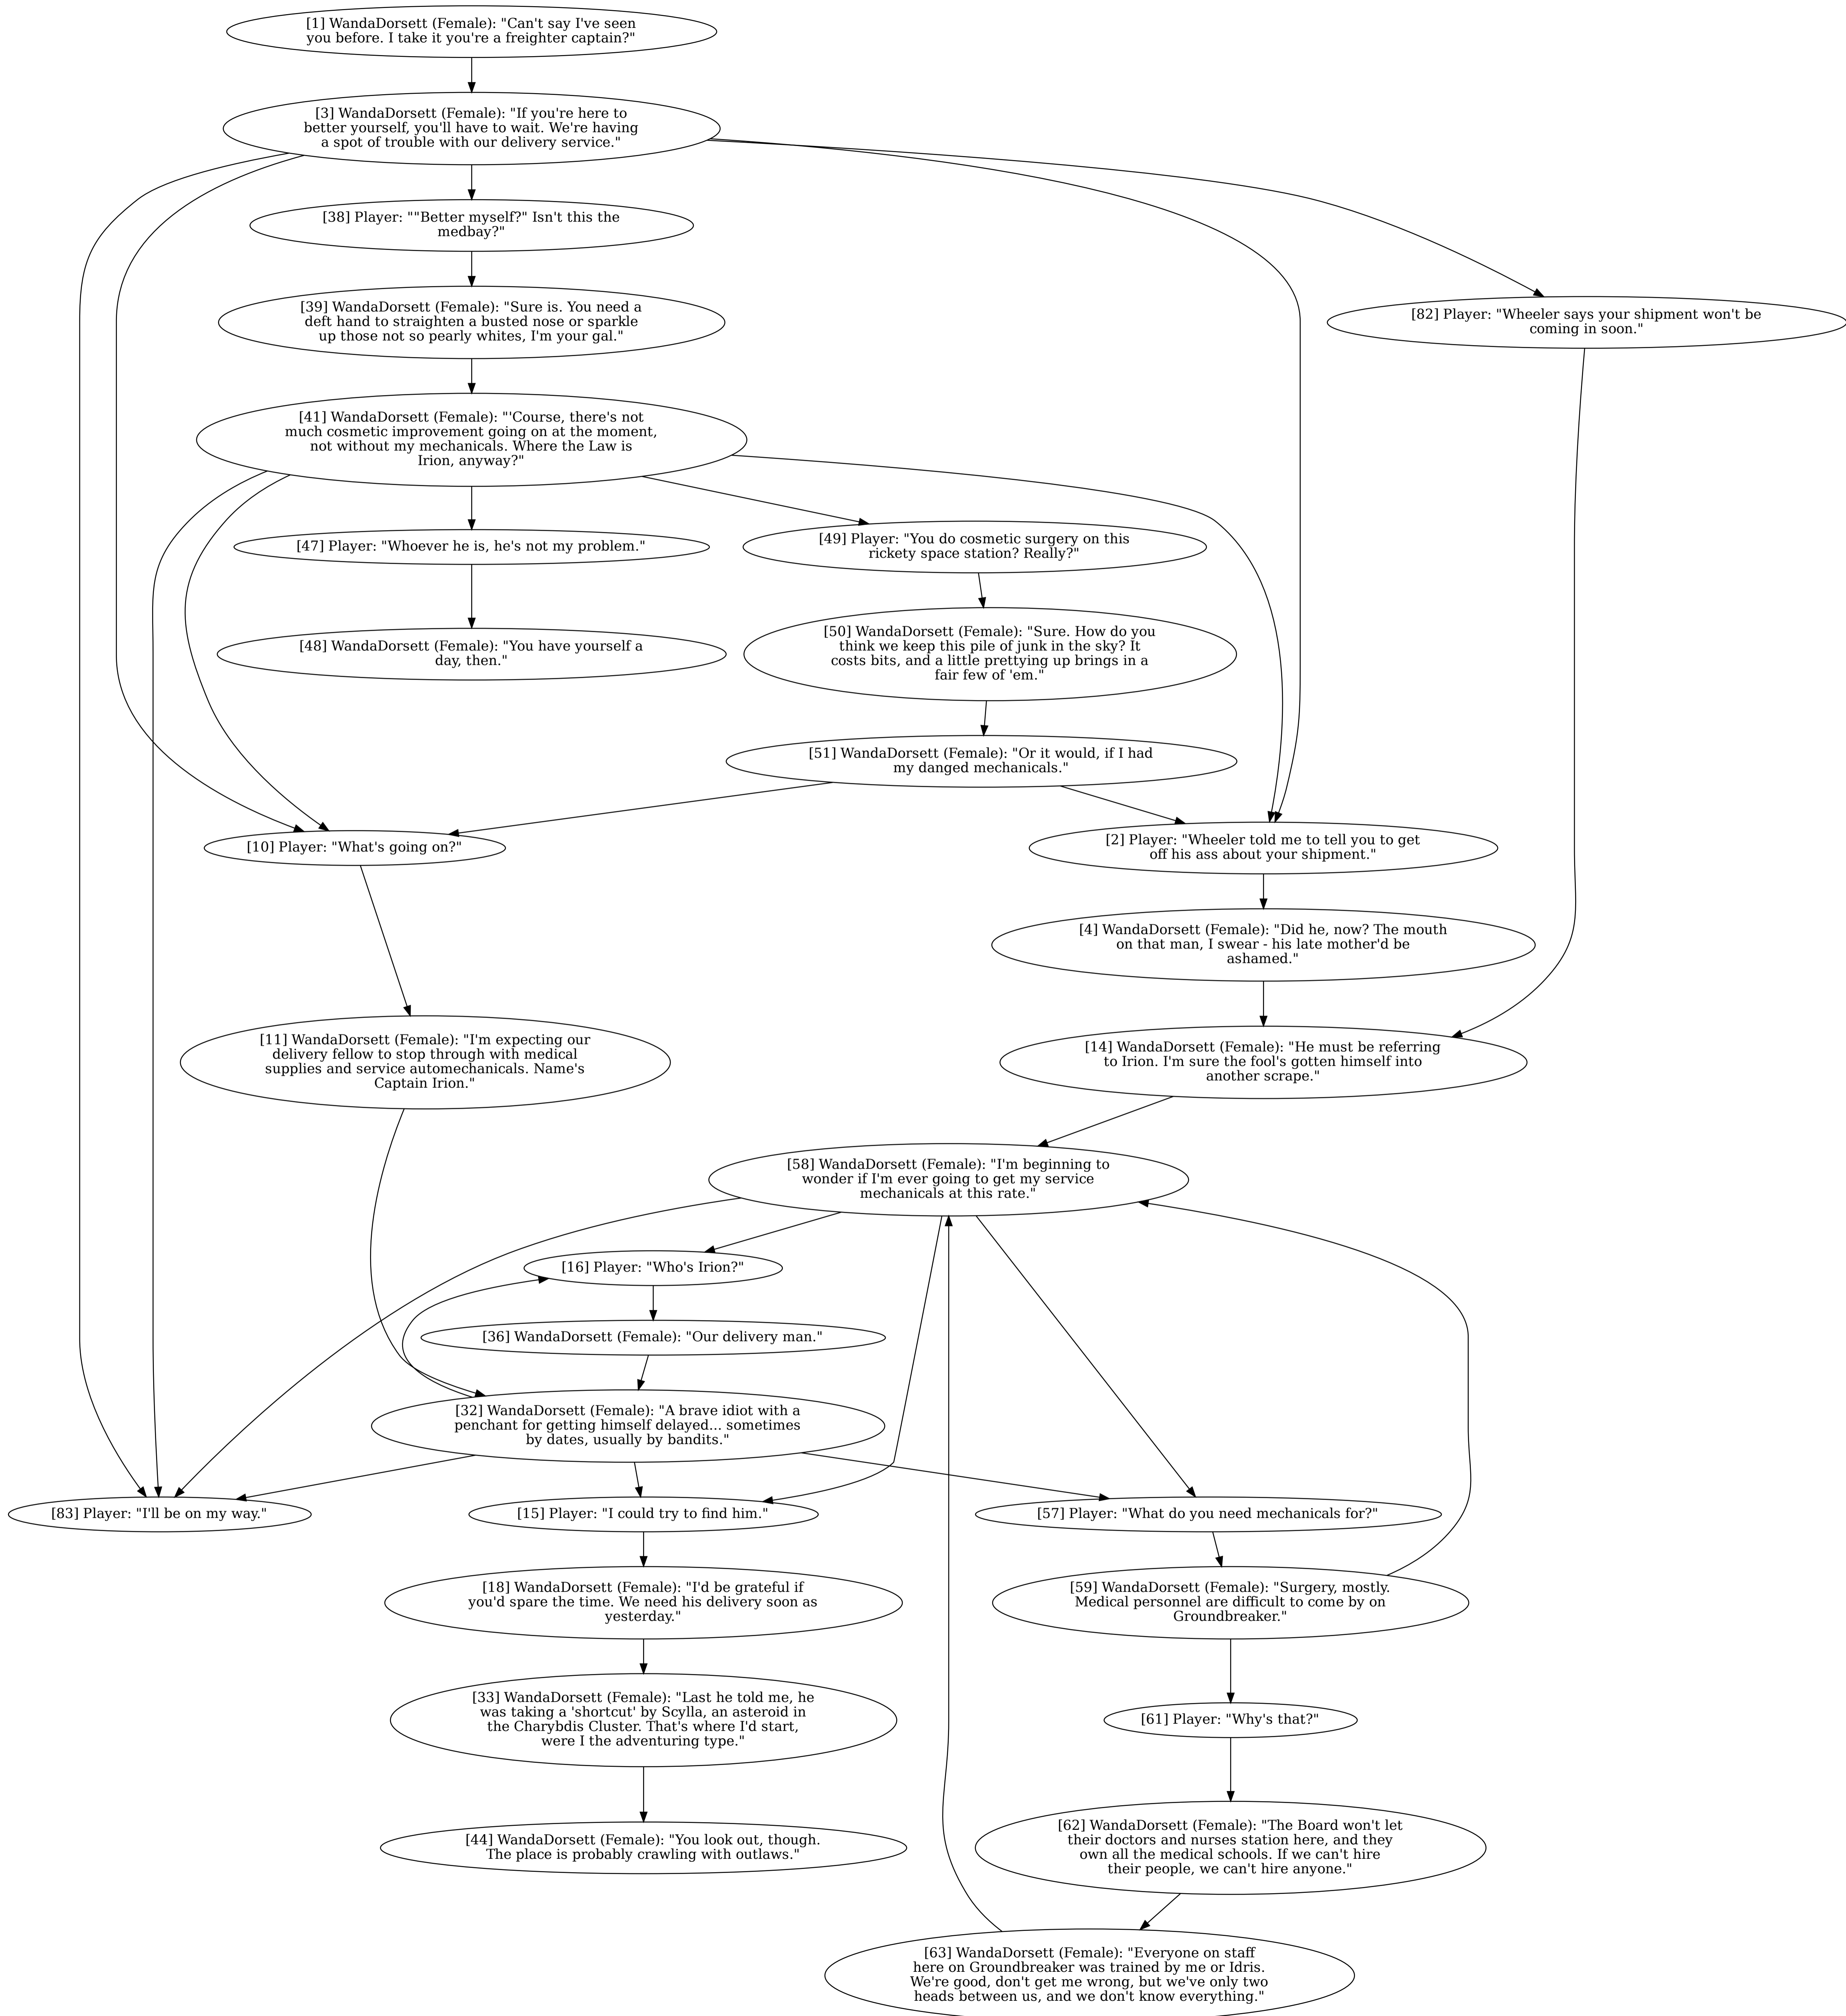 [1] WandaDorsett (Female): "Can't say I've seen
you before. I take it you're a freighter captain?"
[3] WandaDorsett (Female): "If you're here to
better yourself, you'll have to wait. We're having
a spot of trouble with our delivery service."
[38] Player: ""Better myself?" Isn't this the
medbay?"
[39] WandaDorsett (Female): "Sure is. You need a
deft hand to straighten a busted nose or sparkle
up those not so pearly whites, I'm your gal."
[82] Player: "Wheeler says your shipment won't be
coming in soon."
[41] WandaDorsett (Female): "'Course, there's not
much cosmetic improvement going on at the moment,
not without my mechanicals. Where the Law is
Irion, anyway?"
[47] Player: "Whoever he is, he's not my problem."
[49] Player: "You do cosmetic surgery on this
rickety space station? Really?"
[48] WandaDorsett (Female): "You have yourself a
day, then."
[50] WandaDorsett (Female): "Sure. How do you
think we keep this pile of junk in the sky? It
costs bits, and a little prettying up brings in a
fair few of 'em."
[51] WandaDorsett (Female): "Or it would, if I had
my danged mechanicals."
[10] Player: "What's going on?"
[2] Player: "Wheeler told me to tell you to get
off his ass about your shipment."
[4] WandaDorsett (Female): "Did he, now? The mouth
on that man, I swear - his late mother'd be
ashamed."
[11] WandaDorsett (Female): "I'm expecting our
delivery fellow to stop through with medical
supplies and service automechanicals. Name's
Captain Irion."
[14] WandaDorsett (Female): "He must be referring
to Irion. I'm sure the fool's gotten himself into
another scrape."
[58] WandaDorsett (Female): "I'm beginning to
wonder if I'm ever going to get my service
mechanicals at this rate."
[16] Player: "Who's Irion?"
[36] WandaDorsett (Female): "Our delivery man."
[32] WandaDorsett (Female): "A brave idiot with a
penchant for getting himself delayed... sometimes
by dates, usually by bandits."
[83] Player: "I'll be on my way."
[15] Player: "I could try to find him."
[57] Player: "What do you need mechanicals for?"
[18] WandaDorsett (Female): "I'd be grateful if
you'd spare the time. We need his delivery soon as
yesterday."
[59] WandaDorsett (Female): "Surgery, mostly.
Medical personnel are difficult to come by on
Groundbreaker."
[33] WandaDorsett (Female): "Last he told me, he
was taking a 'shortcut' by Scylla, an asteroid in
the Charybdis Cluster. That's where I'd start,
were I the adventuring type."
[61] Player: "Why's that?"
[44] WandaDorsett (Female): "You look out, though.
The place is probably crawling with outlaws."
[62] WandaDorsett (Female): "The Board won't let
their doctors and nurses station here, and they
own all the medical schools. If we can't hire
their people, we can't hire anyone."
[63] WandaDorsett (Female): "Everyone on staff
here on Groundbreaker was trained by me or Idris.
We're good, don't get me wrong, but we've only two
heads between us, and we don't know everything."